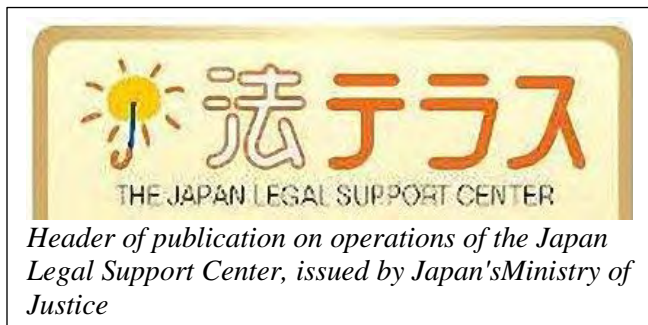 法テラス
THE JAPAN LEGAL SUPPORT CENTER
Header of publication on operations of the Japan
Legal Support Center, issued by Japan'sMinistry of
Justice